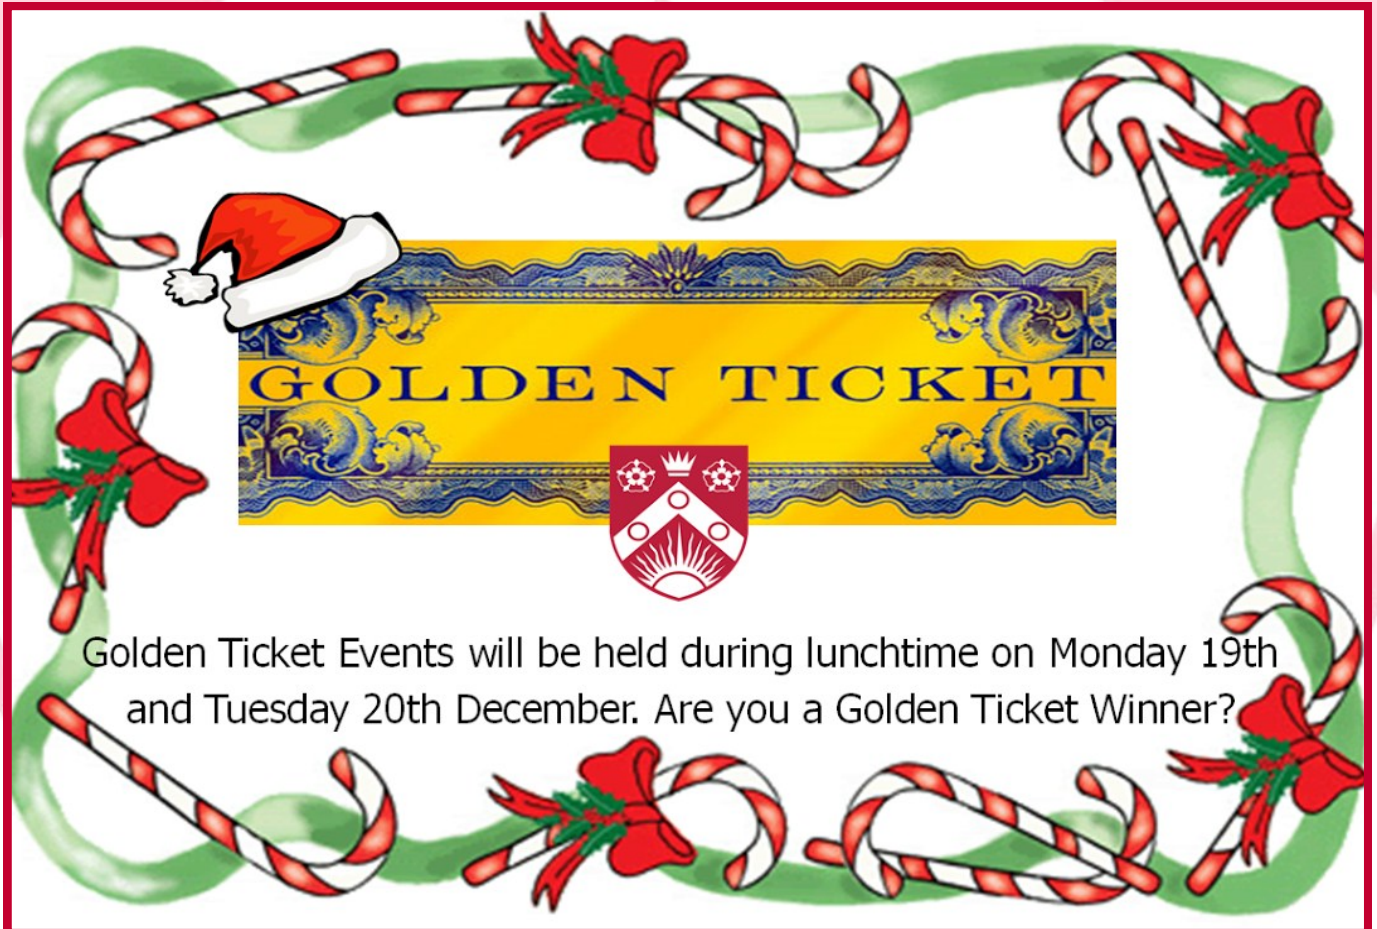 GOLDEN TICKET
Golden Ticket Events will be held during lunchtime on Monday 19th
and Tuesday 20th December. Are you a Golden Ticket Winner?